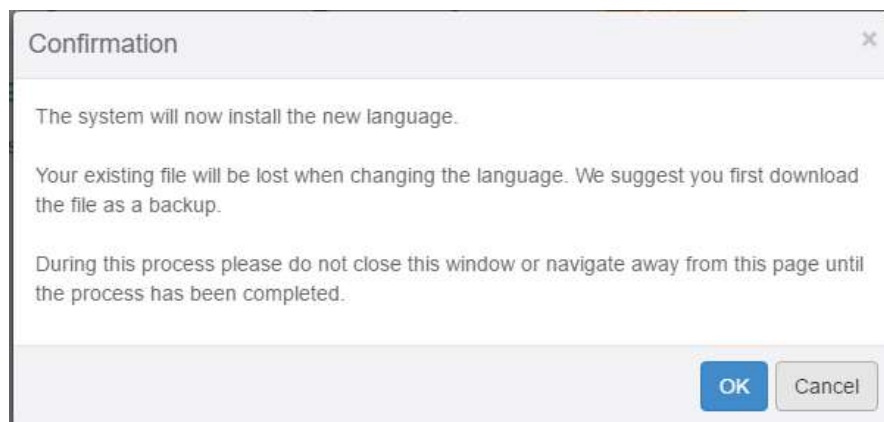 Confirmation
×
The system will now install the new language.
Your existing file will be lost when changing the language. We suggest you first download
the file as a backup.
During this process please do not close this window or navigate away from this page until
the process has been completed.
OK Cancel